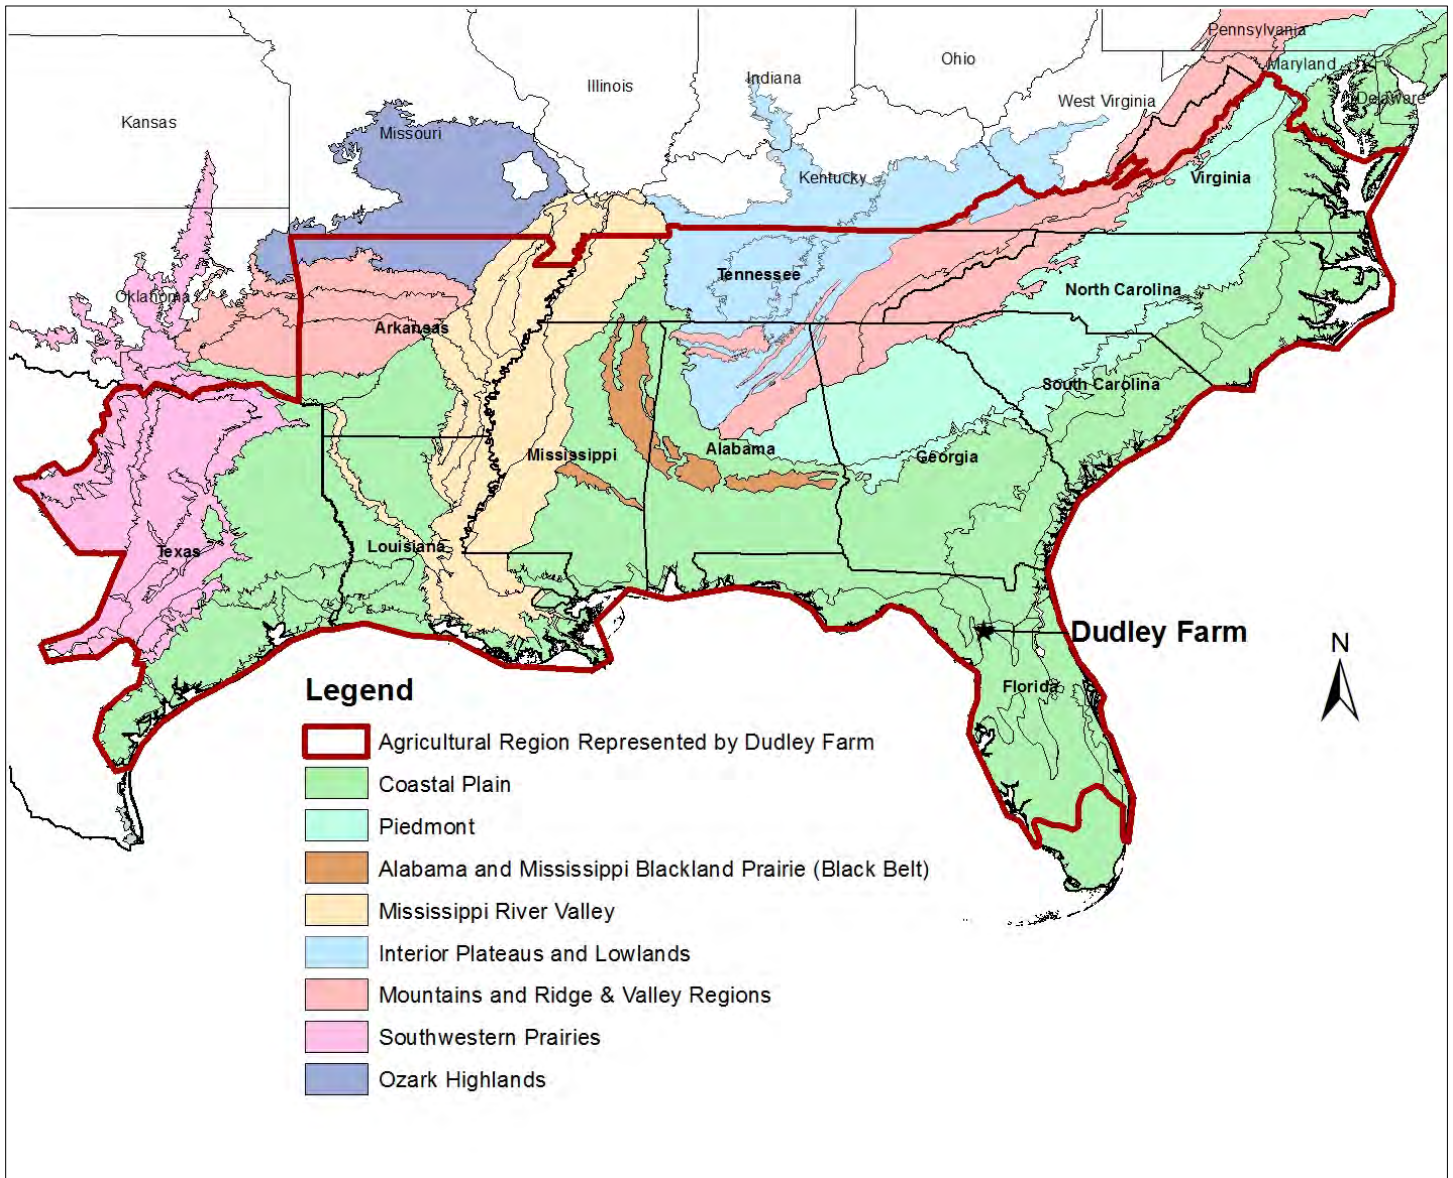 Pennsylvania
Ohio
Maryland
Indiana
Illinois
West Virginia
Delaware
Kansas
Missouri
Kentucky
Virginia
Tennessee
North Carolina
Oklahoma
Arkansas
South Carolina
Mississippi
Alabama
Georgia
Texas
Louisiana
Dudley Farm
N
Florida
Legend
Agricultural Region Represented by Dudley Farm
Coastal Plain
Piedmont
Alabama and Mississippi Blackland Prairie (Black Belt)
Mississippi River Valley
Interior Plateaus and Lowlands
Mountains and Ridge & Valley Regions
Southwestern Prairies
Ozark Highlands